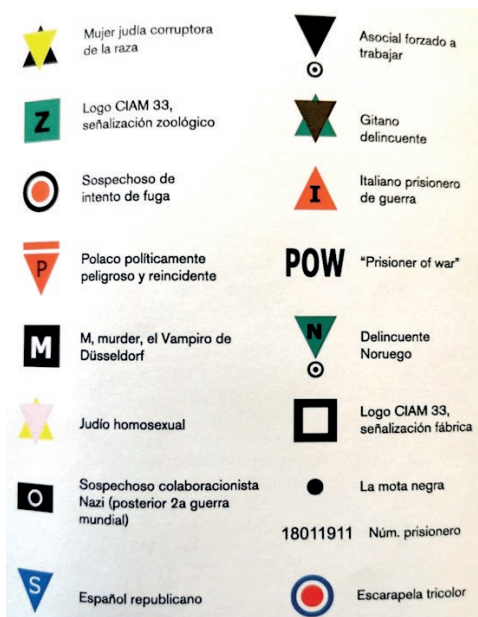 Mujer judía corruptora
de la raza
Z
Logo CIAM 33,
señalización zoológico
Sospechoso de
intento de fuga
P
Polaco políticamente
peligroso y reincidente
M
M, murder, el Vampiro de
Düsseldorf
Judío homosexual
O
Sospechoso colaboracionista
Nazi (posterior 2a guerra
mundial)
S
Español republicano
Asocial forzado a
trabajar
Gitano
delincuente
I
Italiano prisionero
de guerra
POW
"Prisioner of war"
N
Delincuente
Noruego
Logo CIAM 33,
señalización fábrica
La mota negra
18011911
Núm. prisionero
Escarapela tricolor